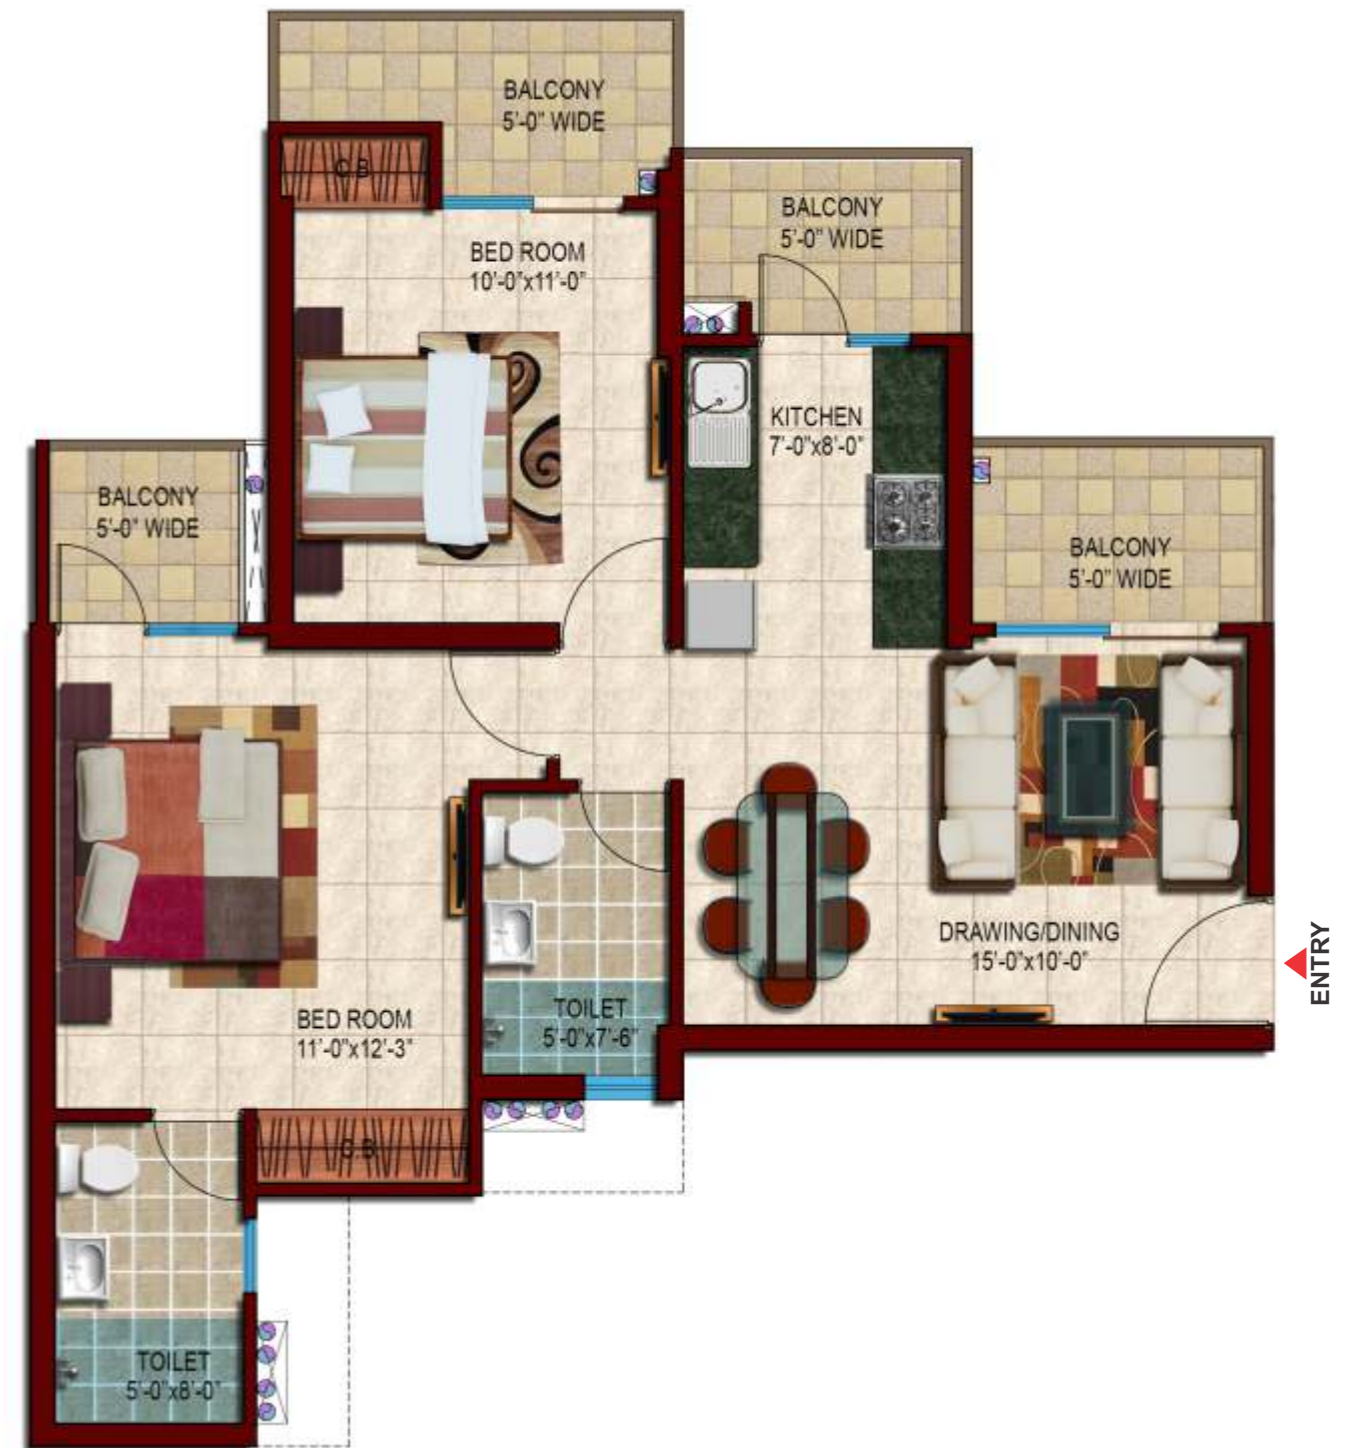 BALCONY
5'-0" WIDE
C.B.
BALCONY
5'-0" WIDE
BED ROOM
10'-0"x11'-0"
KITCHEN
7'-0"x8'-0"
BALCONY
5'-0" WIDE
BALCONY
5'-0" WIDE
DRAWING/DINING
15'-0"x10'-0"
ENTRY
TOILET
5'-0"x7'-6"
BED ROOM
11'-0"x12'-3"
C.B.
TOILET
5'-0"x8'-0"